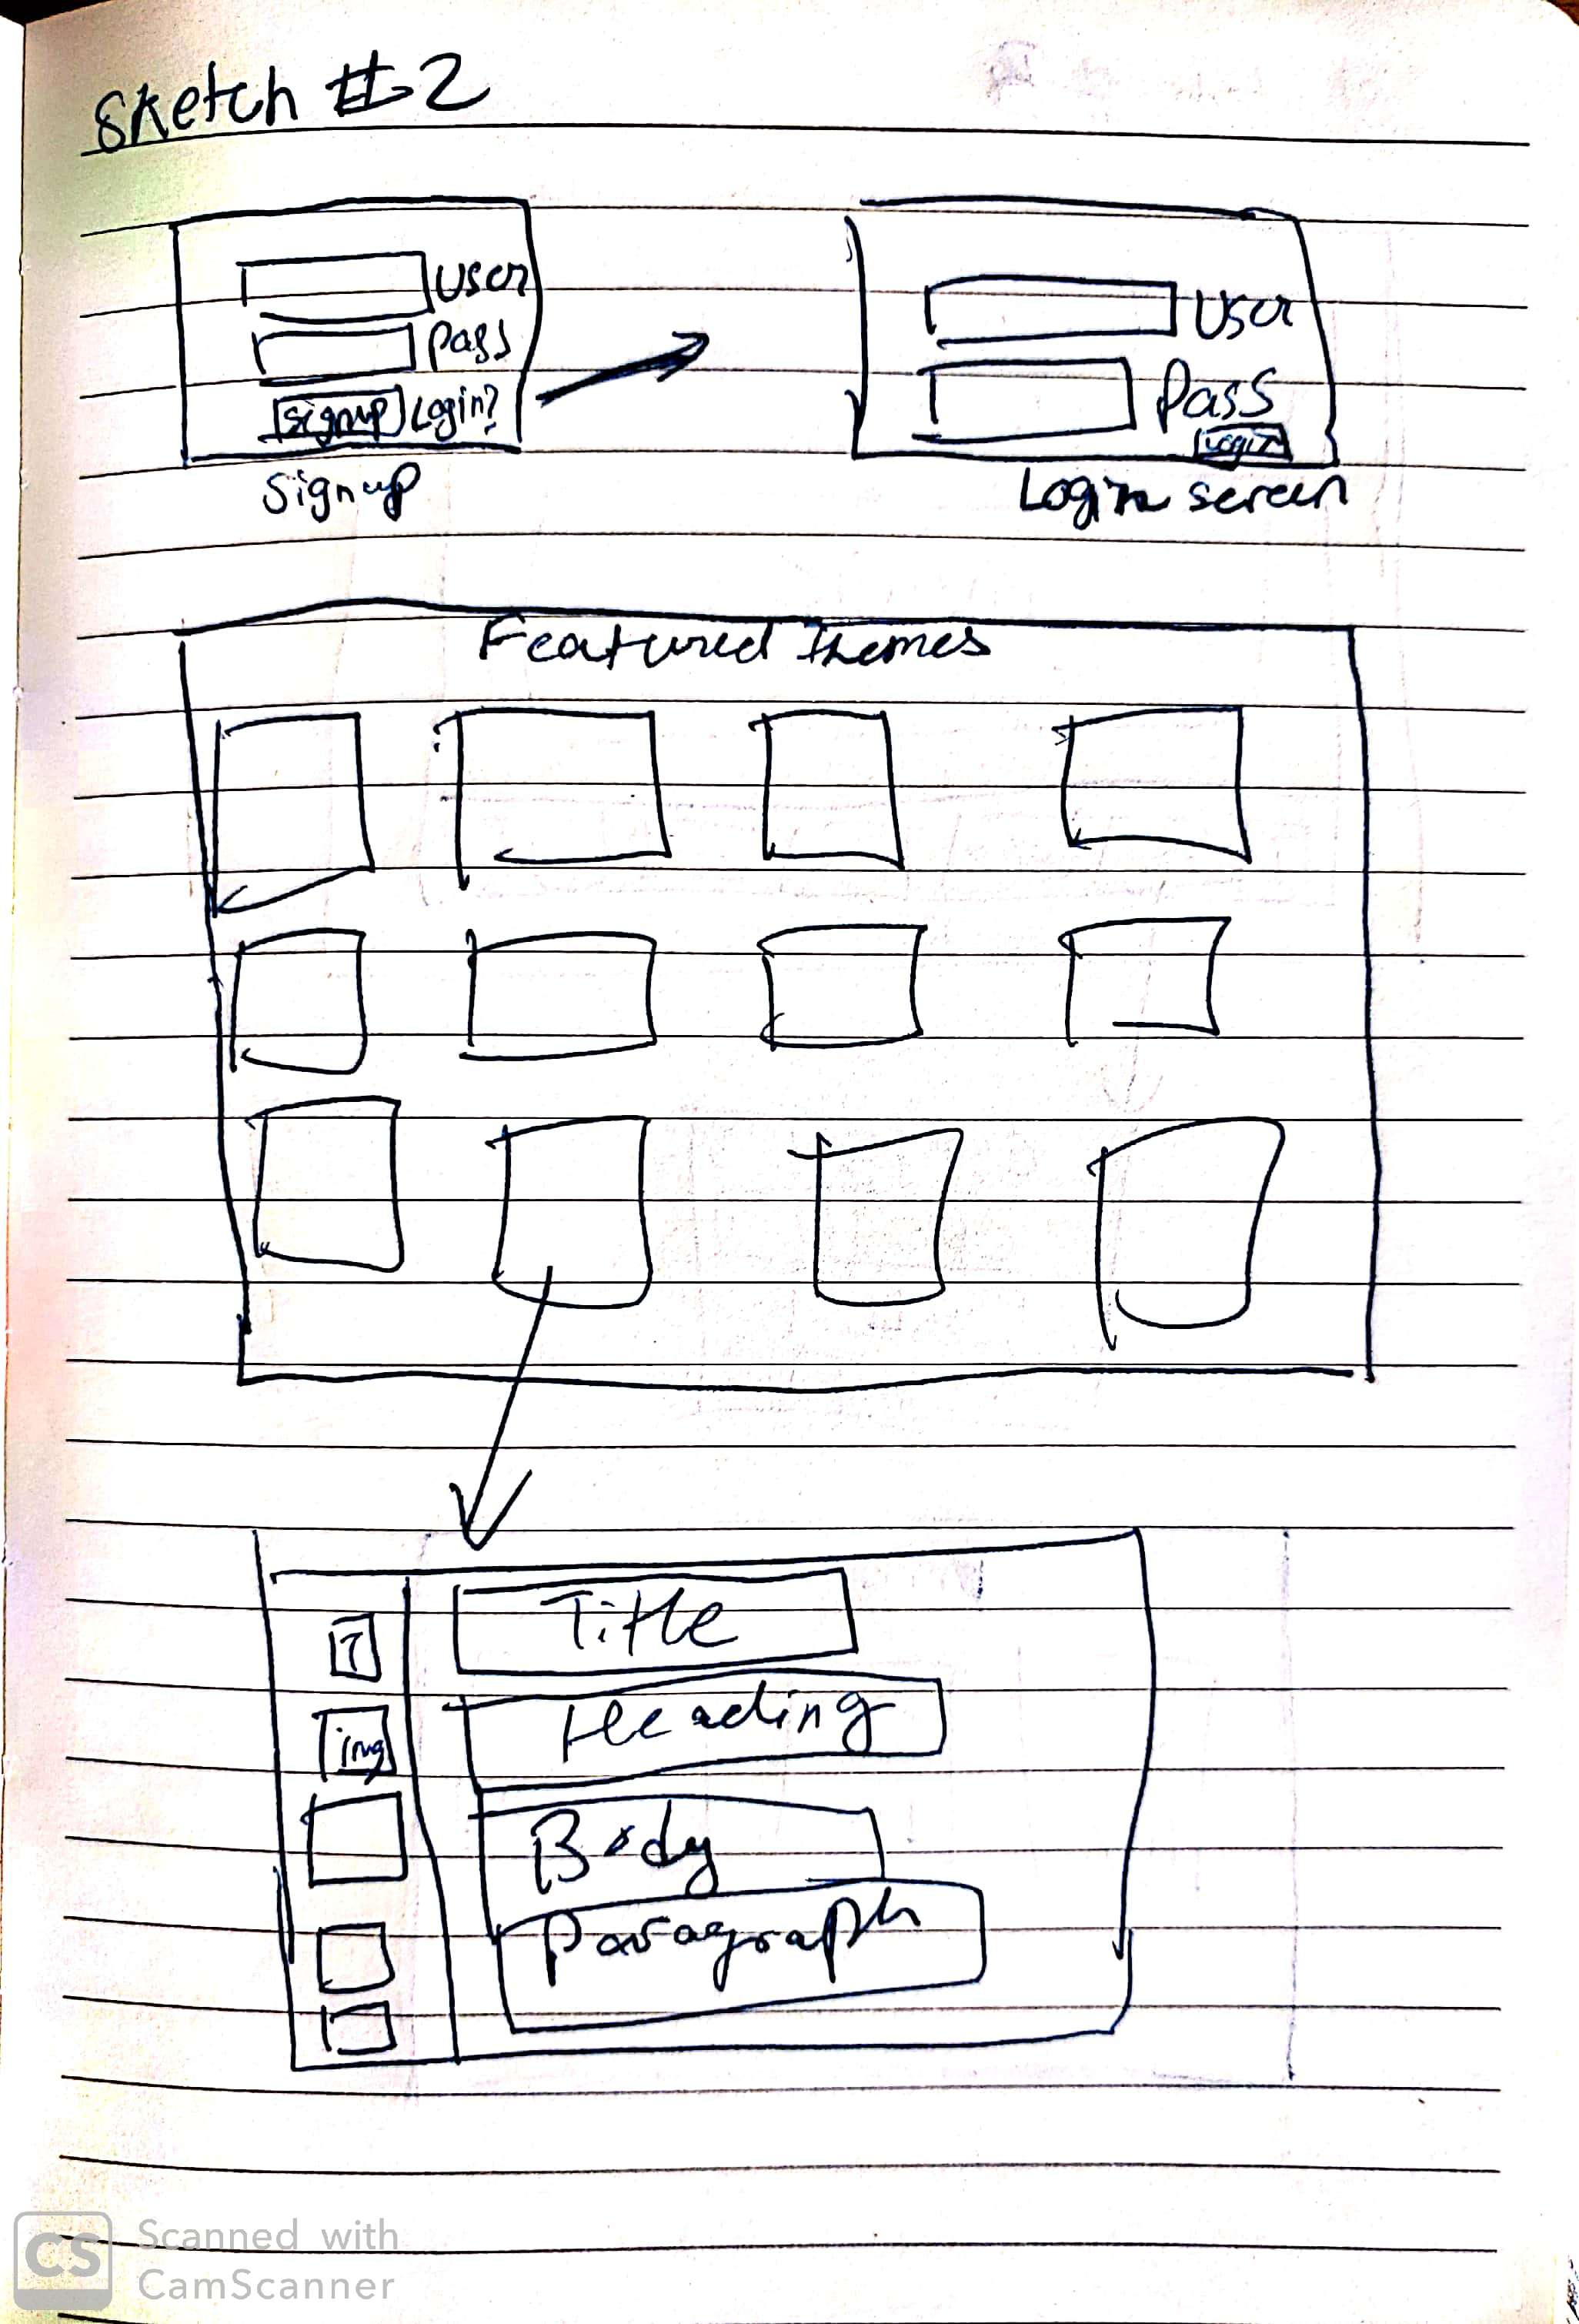 Sketch #2
User
Pass
Signup Login?
Signup
User
Pass
Login
Login screen
Featured Themes
T
img
Title
Heading
Body
Paragraph
CS Scanned with
CamScanner